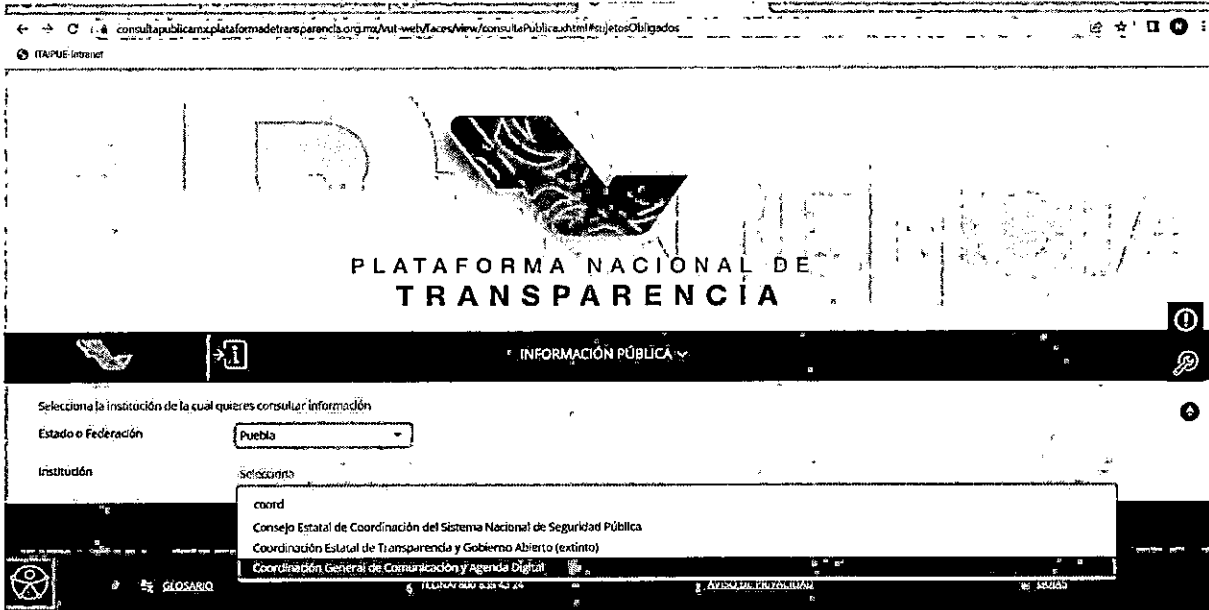 consultapublicamx.plataformadetransparencia.org.mx/vut-web/faces/view/consultaPublica.xhtml#sujetosObligados
ITAIPUE-Intranet
PLATAFORMA NACIONAL DE
TRANSPARENCIA
INFORMACIÓN PÚBLICA
Selecciona la institución de la cual quieres consultar información
Estado o Federación
Puebla
Institución
Selecciona
coord
Consejo Estatal de Coordinación del Sistema Nacional de Seguridad Pública
Coordinación Estatal de Transparencia y Gobierno Abierto (extinto)
Coordinación General de Comunicación y Agenda Digital
GLOSARIO
AVISO DE PRIVACIDAD